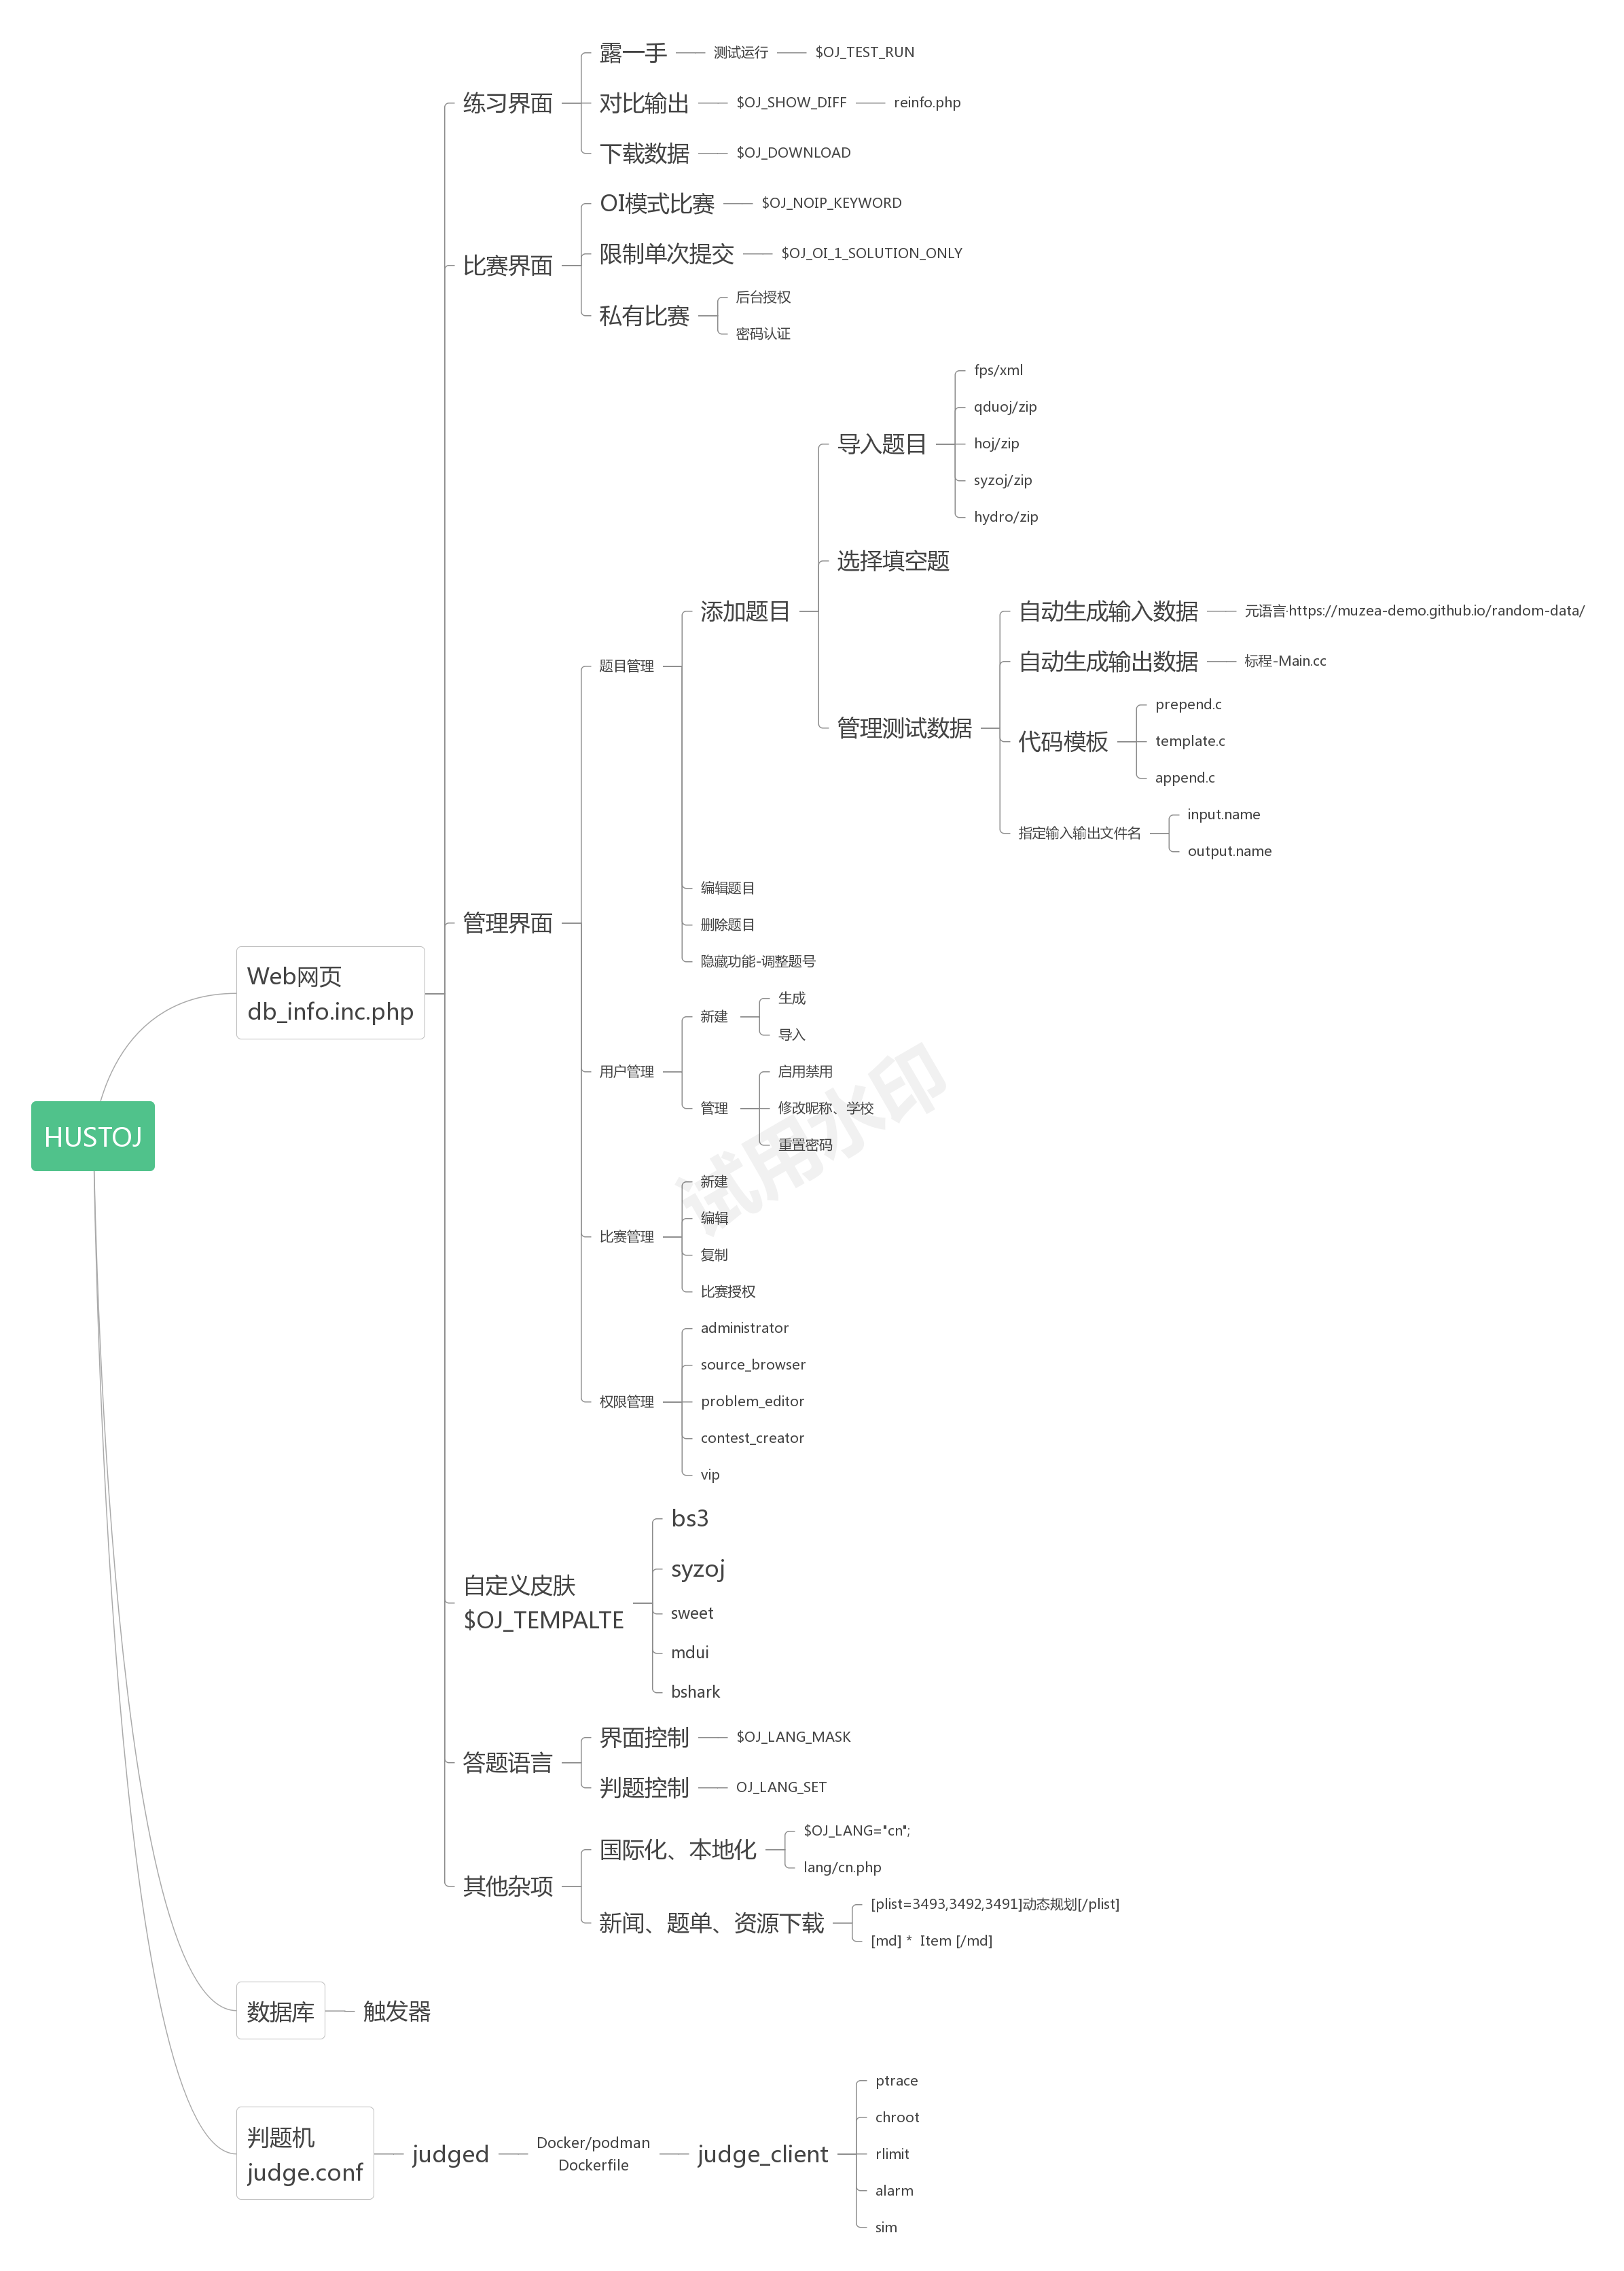 露一手
测试运行
$OJ_TEST_RUN
练习界面
对比输出
$OJ_SHOW_DIFF
reinfo.php
下载数据
$OJ_DOWNLOAD
OI模式比赛
$OJ_NOIP_KEYWORD
比赛界面
限制单次提交
$OJ_OI_1_SOLUTION_ONLY
私有比赛
后台授权
密码认证
导入题目
fps/xml
qduoj/zip
hoj/zip
syzoj/zip
hydro/zip
选择填空题
添加题目
自动生成输入数据
元语言·https://muzea-demo.github.io/random-data/
自动生成输出数据
标程-Main.cc
题目管理
管理测试数据
代码模板
prepend.c
template.c
append.c
指定输入输出文件名
input.name
output.name
编辑题目
删除题目
隐藏功能-调整题号
管理界面
Web网页
db_info.inc.php
用户管理
新建
生成
导入
管理
启用禁用
修改昵称、学校
重置密码
试用水印
HUSTOJ
比赛管理
新建
编辑
复制
比赛授权
权限管理
administrator
source_browser
problem_editor
contest_creator
vip
自定义皮肤
$OJ_TEMPALTE
bs3
syzoj
sweet
mdui
bshark
答题语言
界面控制
$OJ_LANG_MASK
判题控制
OJ_LANG_SET
其他杂项
国际化、本地化
$OJ_LANG="cn";
lang/cn.php
新闻、题单、资源下载
[plist=3493,3492,3491]动态规划[/plist]
[md] *  Item [/md]
数据库
触发器
判题机
judge.conf
judged
Docker/podman
Dockerfile
judge_client
ptrace
chroot
rlimit
alarm
sim